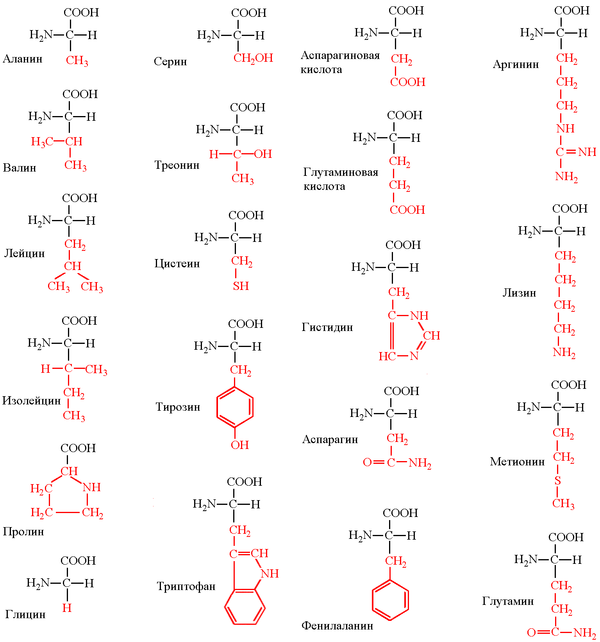 COOH
H₂N—C—H
Аланин
CH₃
COOH
H₂N—C—H
H₃C—CH
Валин
CH₃
COOH
H₂N—C—H
CH₂
Лейцин
CH
CH₃ CH₃
COOH
H₂N—C—H
H—C—CH₃
CH₂
Изолейцин
CH₃
COOH
CH
H₂C NH
H₂C—CH₂
Пролин
COOH
H₂N—C—H
H
Глицин
COOH
H₂N—C—H
CH₂OH
Серин
COOH
H₂N—C—H
H—C—OH
Треонин
CH₃
COOH
H₂N—C—H
CH₂
Цистеин
SH
COOH
H₂N—C—H
CH₂
Тирозин
OH
COOH
H₂N—C—H
CH₂
C=CH
NH
Триптофан
COOH
H₂N—C—H
Аспарагиновая
кислота
CH₂
COOH
COOH
H₂N—C—H
CH₂
Глутаминовая
кислота
CH₂
COOH
COOH
H₂N—C—H
CH₂
C NH
Гистидин
CH
HC N
COOH
H₂N—C—H
Аспарагин
CH₂
O=C—NH₂
COOH
H₂N—C—H
CH₂
Фенилаланин
COOH
H₂N—C—H
CH₂
Аргинин
CH₂
CH₂
NH
C=NH
NH₂
COOH
H₂N—C—H
CH₂
CH₂
Лизин
CH₂
CH₂
NH₂
COOH
H₂N—C—H
CH₂
Метионин
CH₂
S
CH₃
COOH
H₂N—C—H
CH₂
Глутамин
CH₂
O=C—NH₂